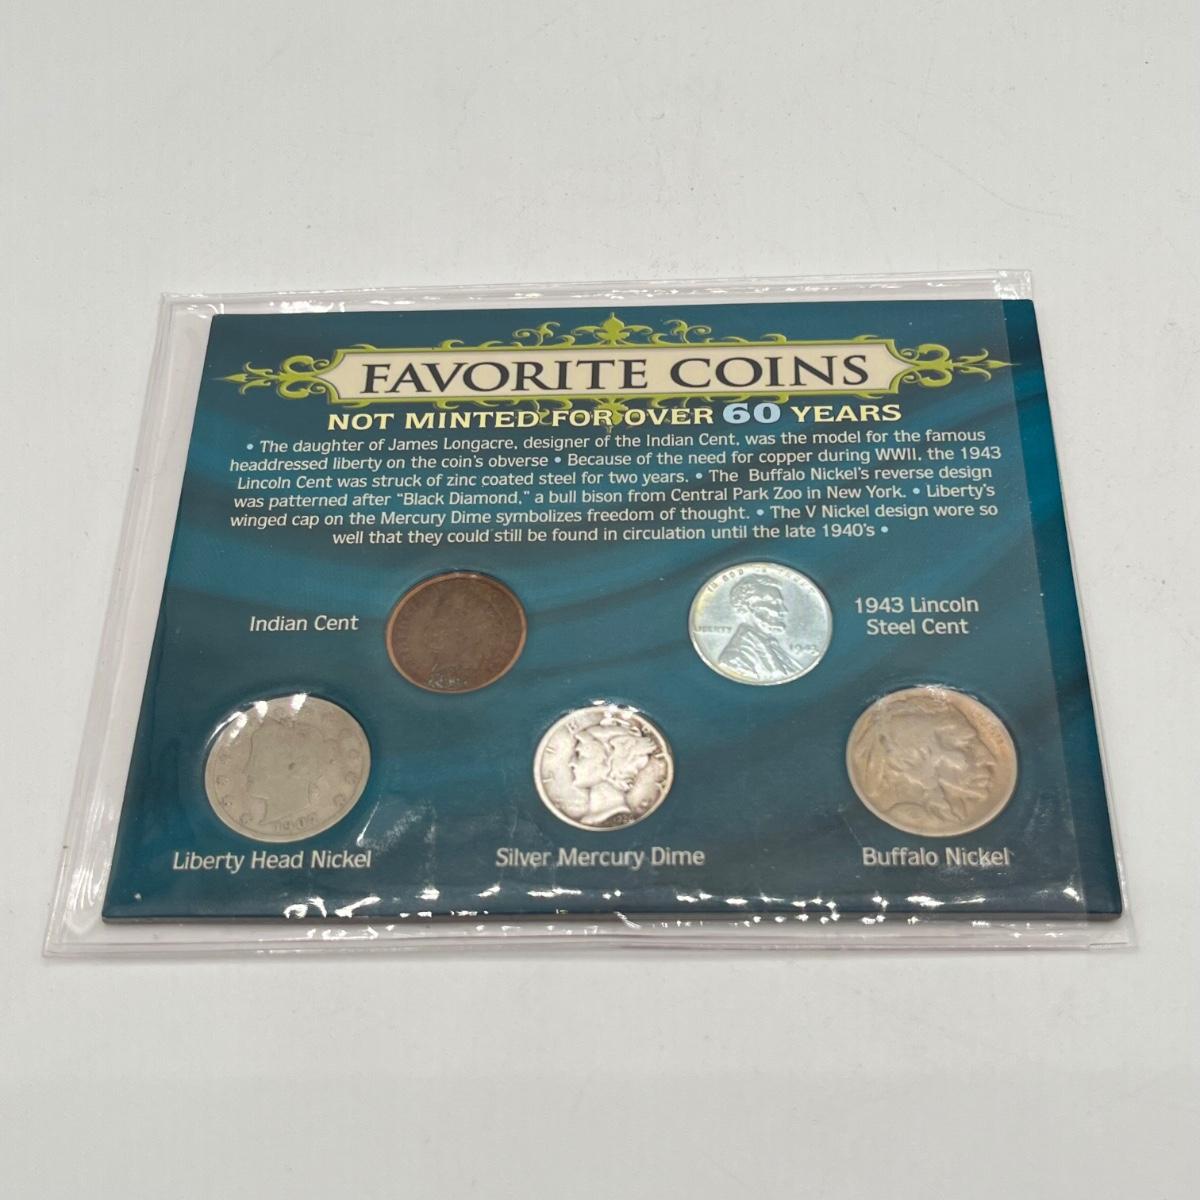 FAVORITE COINS
NOT MINTED FOR OVER 60 YEARS
• The daughter of James Longacre, designer of the Indian Cent, was the model for the famous
headdressed liberty on the coin's obverse • Because of the need for copper during WWII, the 1943
Lincoln Cent was struck of zinc coated steel for two years. • The Buffalo Nickel's reverse design
was patterned after "Black Diamond," a bull bison from Central Park Zoo in New York. • Liberty's
winged cap on the Mercury Dime symbolizes freedom of thought. • The V Nickel design wore so
well that they could still be found in circulation until the late 1940's •
Indian Cent
LIBERTY
1943
1943 Lincoln
Steel Cent
1907
Liberty Head Nickel
Silver Mercury Dime
Buffalo Nickel